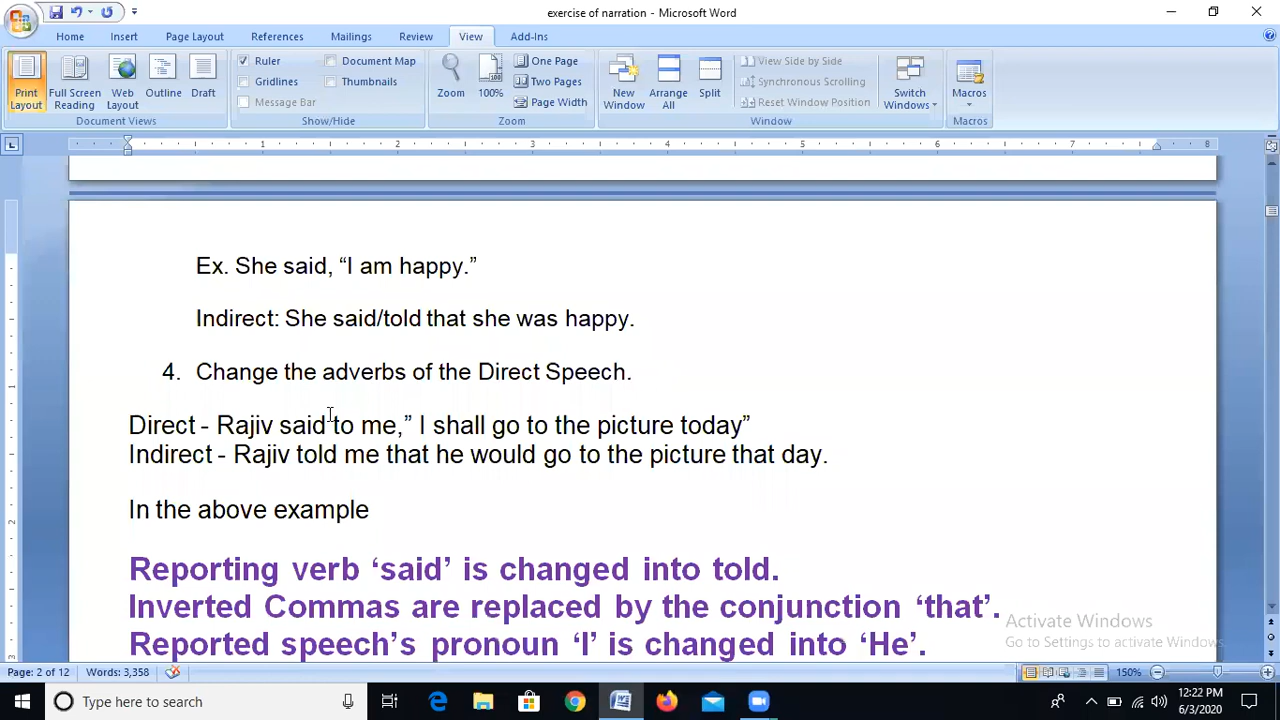 exercise of narration - Microsoft Word
Home Insert Page Layout References Mailings Review View Add-Ins
Ruler Document Map One Page View Side by Side
Gridlines Thumbnails Two Pages Synchronous Scrolling
Message Bar Page Width Reset Window Position
Print Layout Full Screen Reading Web Layout Outline Draft Zoom 100% New Window Arrange All Split Switch Windows Macros
Document Views Show/Hide Zoom Window Macros
1 2 3 4 5 6 7 8
Ex. She said, “I am happy.”
Indirect: She said/told that she was happy.
4. Change the adverbs of the Direct Speech.
Direct - Rajiv said to me,” I shall go to the picture today”
Indirect - Rajiv told me that he would go to the picture that day.
In the above example
Reporting verb ‘said’ is changed into told.
Inverted Commas are replaced by the conjunction ‘that’.
Reported speech’s pronoun ‘I’ is changed into ‘He’.
Activate Windows
Go to Settings to activate Windows.
Page: 2 of 12 Words: 3,358 150%
Type here to search
12:22 PM
6/3/2020